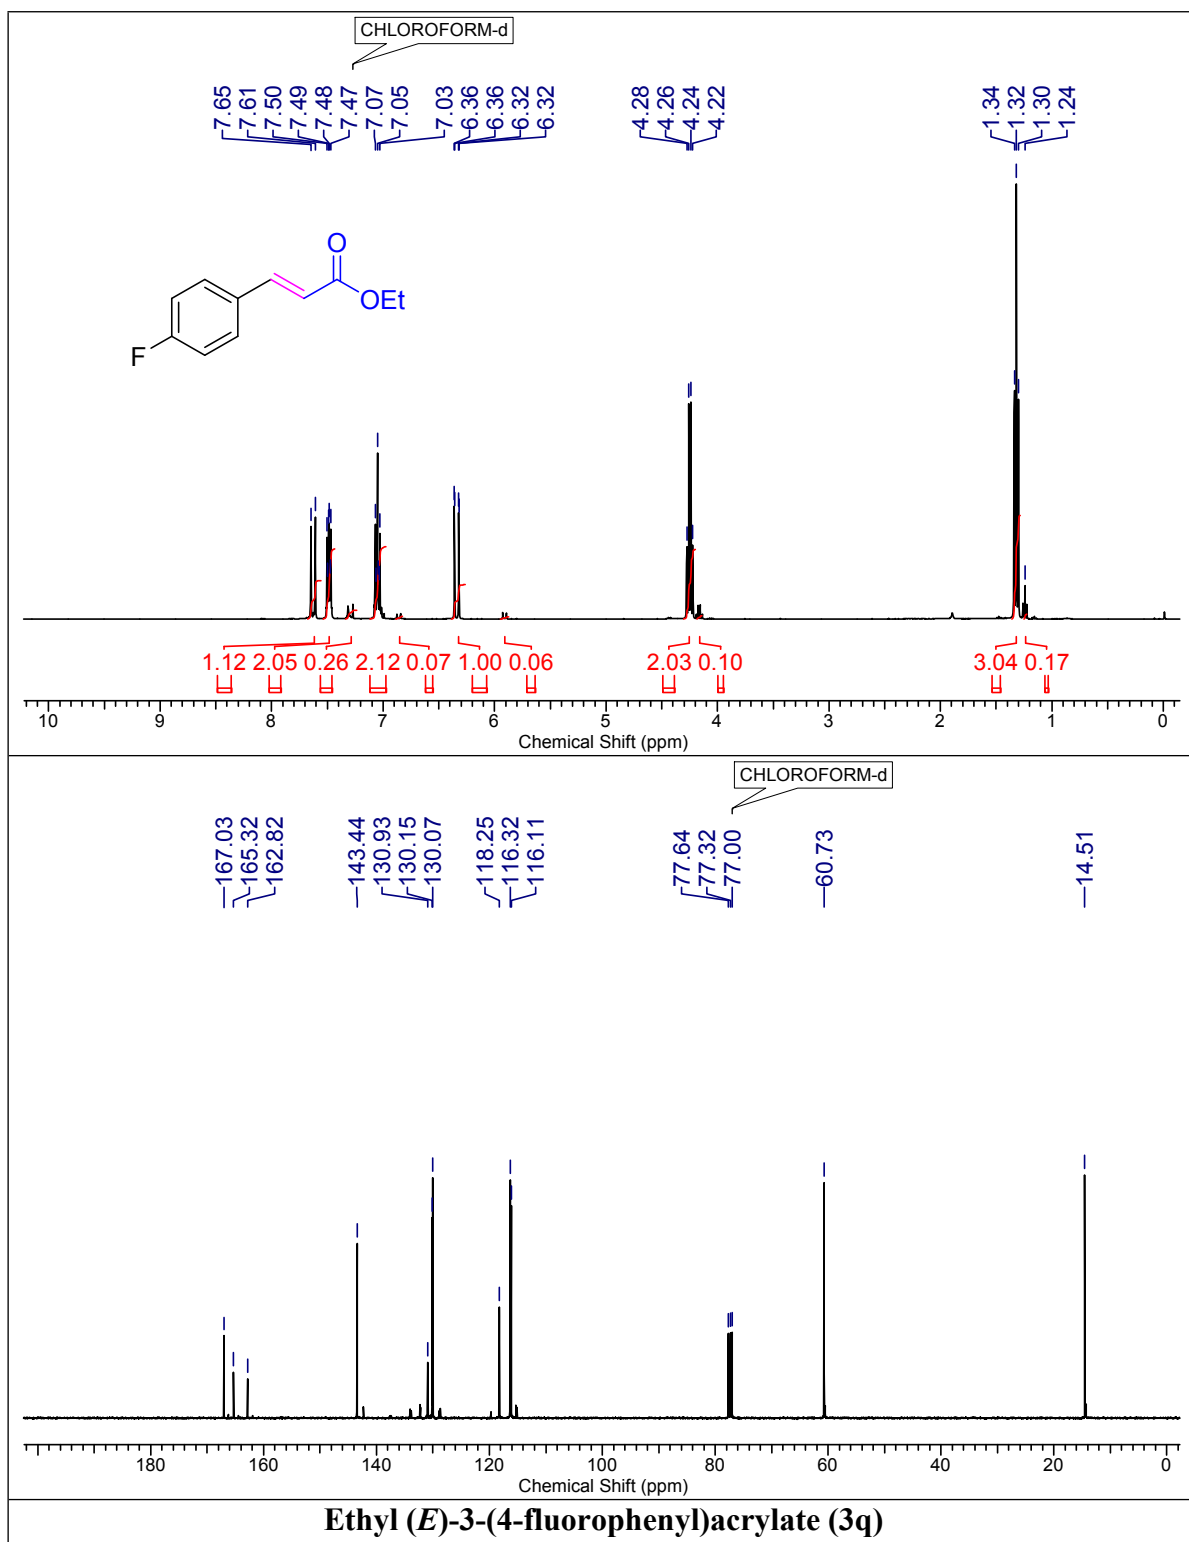 CHLOROFORM-d
7.65 7.61 7.50 7.49 7.48 7.47 7.07 7.05 7.03 6.36 6.36 6.32 6.32 4.28 4.26 4.24 4.22 1.34 1.32 1.30 1.24
O
OEt
F
1.12 2.05 0.26 2.12 0.07 1.00 0.06 2.03 0.10 3.04 0.17
10 9 8 7 6 5 4 3 2 1 0
Chemical Shift (ppm)
CHLOROFORM-d
167.03 165.32 162.82 143.44 130.93 130.15 130.07 118.25 116.32 116.11 77.64 77.32 77.00 60.73 14.51
180 160 140 120 100 80 60 40 20 0
Chemical Shift (ppm)
Ethyl (E)-3-(4-fluorophenyl)acrylate (3q)